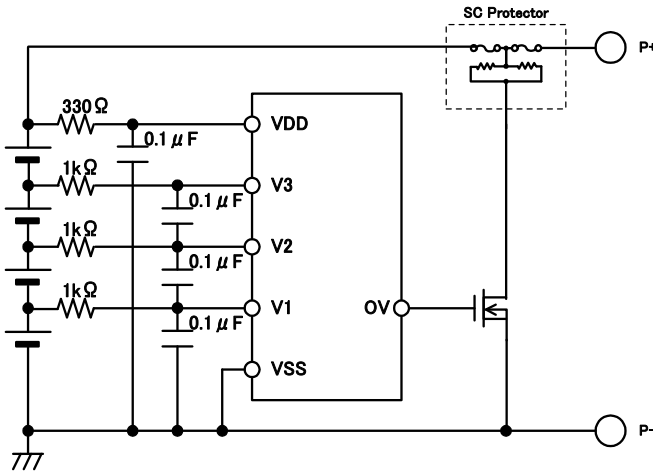 SC Protector
P+
330Ω
VDD
0.1μF
1kΩ
V3
0.1μF
1kΩ
V2
0.1μF
1kΩ
V1
OV
0.1μF
VSS
P-